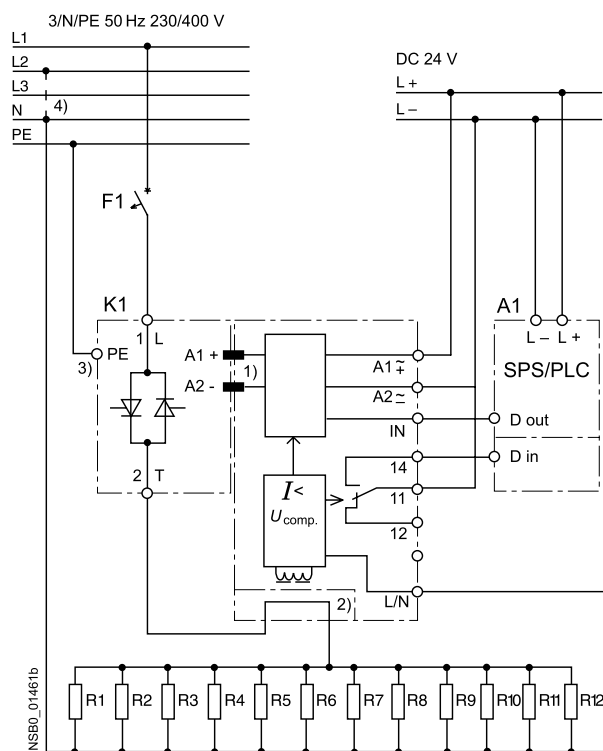 3/N/PE 50 Hz 230/400 V
L1
L2
L3
N
4)
PE
DC 24 V
L +
L –
F1
K1
1 L
3)
PE
2 T
A1 +
A2 -
1)
A1 ~
+
A2 ~
–
IN
14
11
12
L/N
I<
Ucomp.
2)
A1
L – L +
SPS/PLC
D out
D in
R1 R2 R3 R4 R5 R6 R7 R8 R9 R10 R11 R12
NSB0_01461b